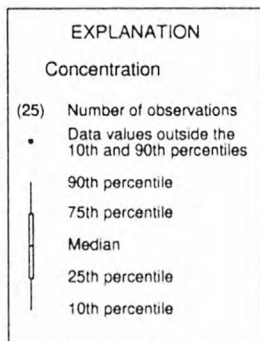 EXPLANATION
Concentration
(25) Number of observations
Data values outside the
10th and 90th percentiles
90th percentile
75th percentile
Median
25th percentile
10th percentile